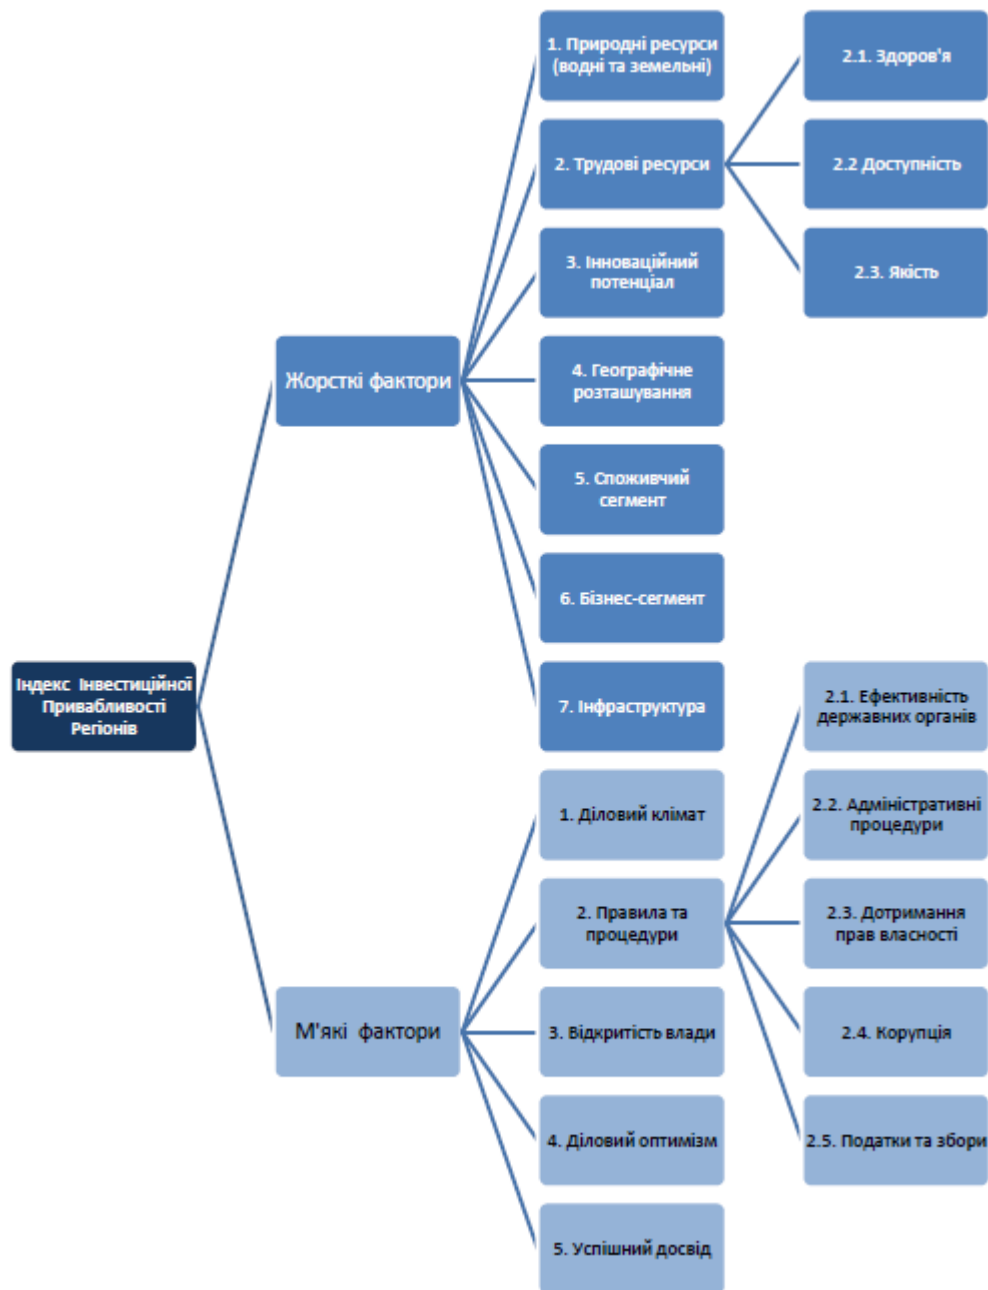 Індекс Інвестиційної
Привабливості
Регіонів
Жорсткі фактори
1. Природні ресурси
(водні та земельні)
2. Трудові ресурси
2.1. Здоров'я
2.2 Доступність
2.3. Якість
3. Інноваційний
потенціал
4. Географічне
розташування
5. Споживчий
сегмент
6. Бізнес-сегмент
7. Інфраструктура
М'які фактори
1. Діловий клімат
2. Правила та
процедури
2.1. Ефективність
державних органів
2.2. Адміністративні
процедури
2.3. Дотримання
прав власності
2.4. Корупція
2.5. Податки та збори
3. Відкритість влади
4. Діловий оптимізм
5. Успішний досвід